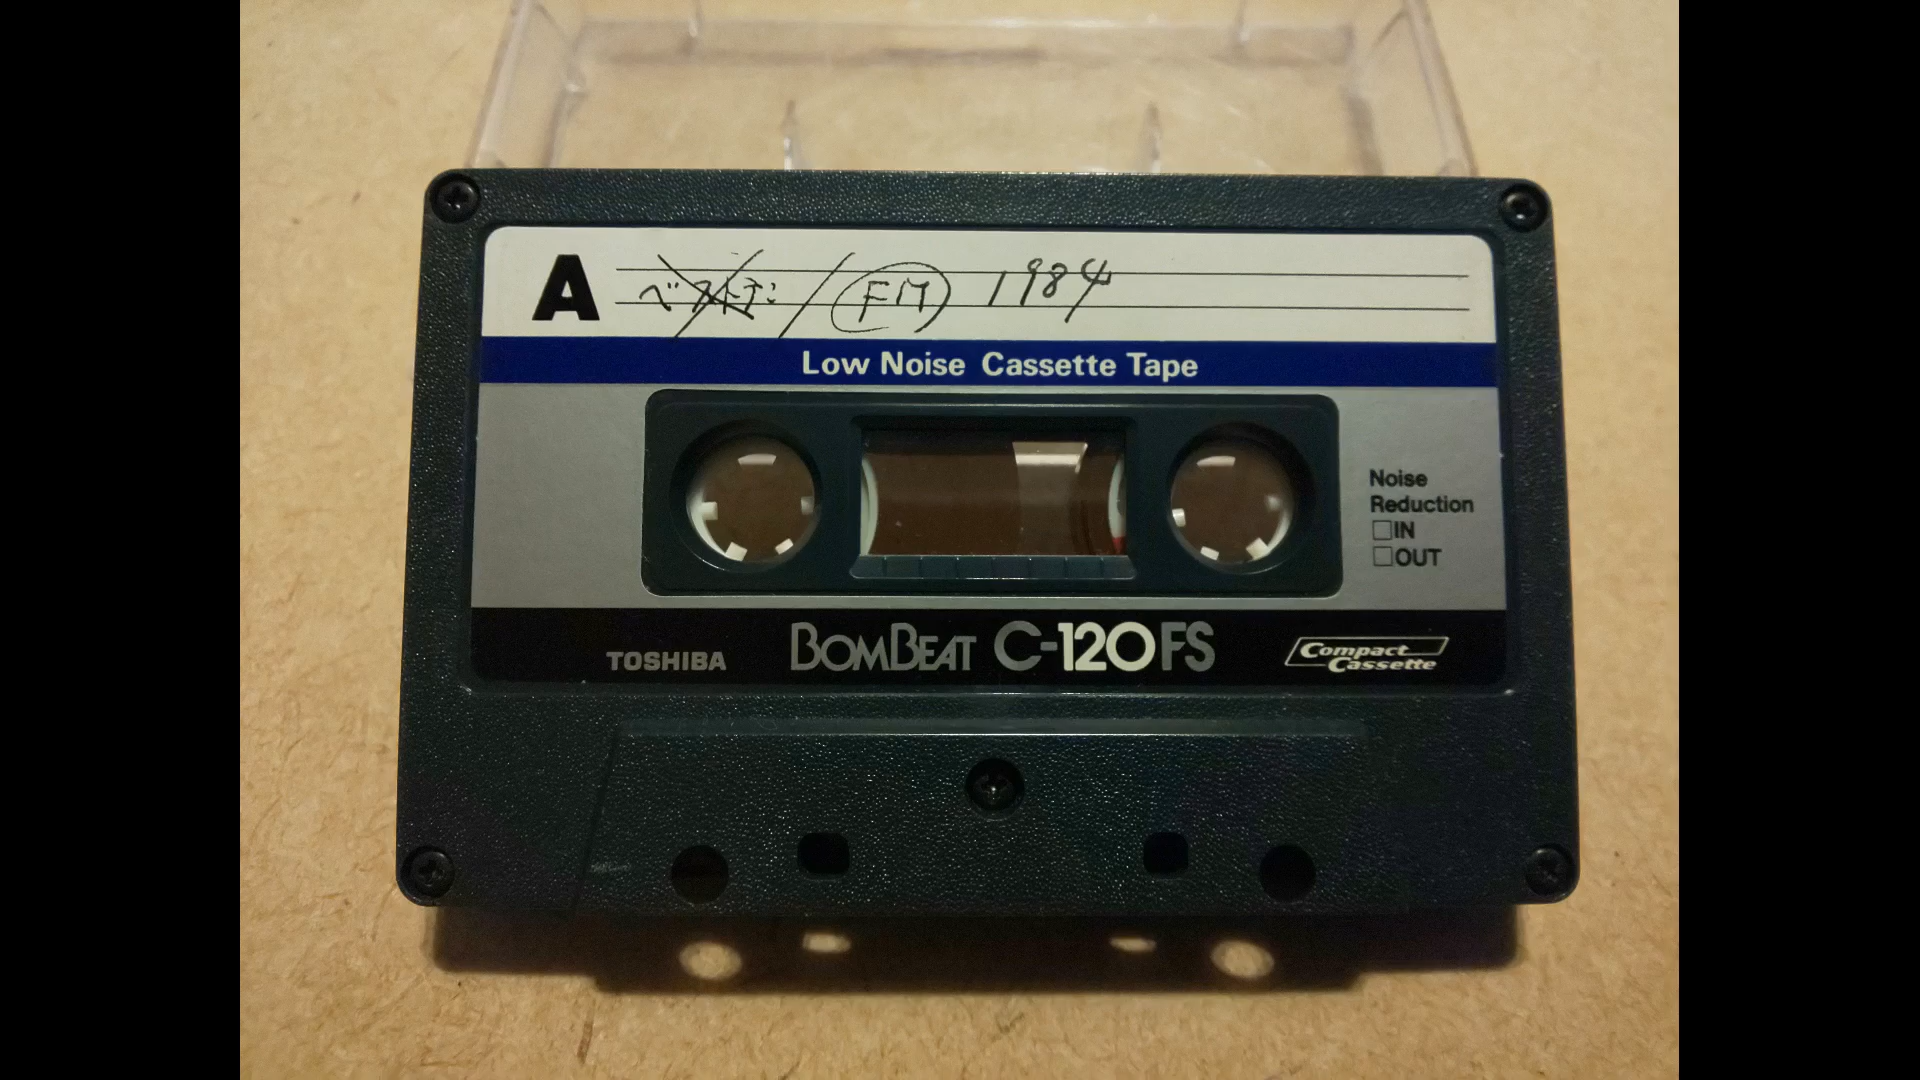 A ベストテン / FM 1984
Low Noise Cassette Tape
Noise
Reduction
□IN
□OUT
TOSHIBA BOMBEAT C-120FS Compact Cassette